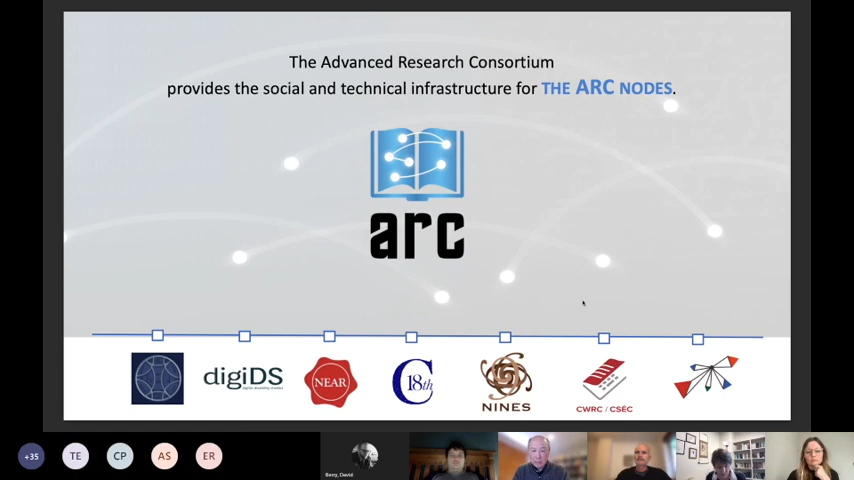 The Advanced Research Consortium
provides the social and technical infrastructure for THE ARC NODES.
arc
digiDS
NEAR
C 18th
NINES
CWRC / CSÉC
+35
TE
CP
AS
ER
Berry, David